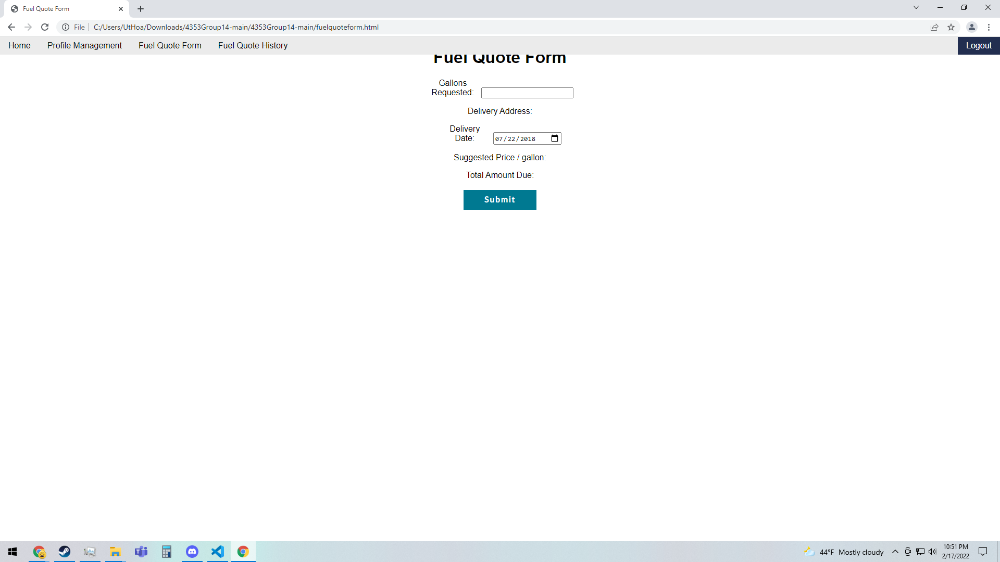 Fuel Quote Form
File
C:/Users/UtHoa/Downloads/4353Group14-main/4353Group14-main/fuelquoteform.html
Home Profile Management Fuel Quote Form Fuel Quote History Logout
Fuel Quote Form
Gallons
Requested:
Delivery Address:
Delivery
Date:
07/22/2018
Suggested Price / gallon:
Total Amount Due:
Submit
44°F Mostly cloudy
10:51 PM
2/17/2022